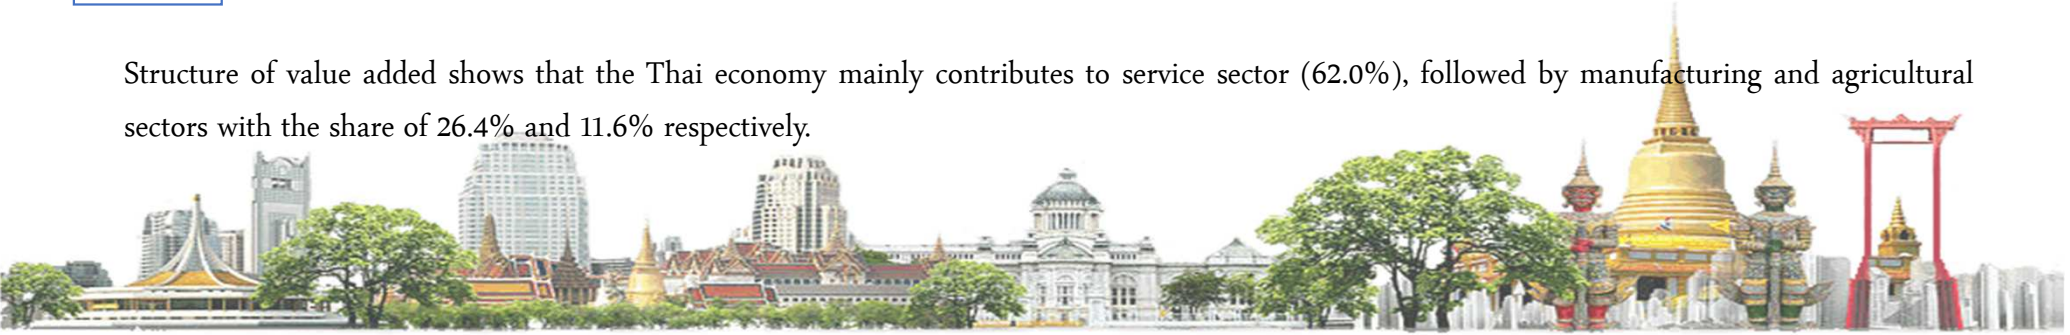 Structure of value added shows that the Thai economy mainly contributes to service sector (62.0%), followed by manufacturing and agricultural
sectors with the share of 26.4% and 11.6% respectively.